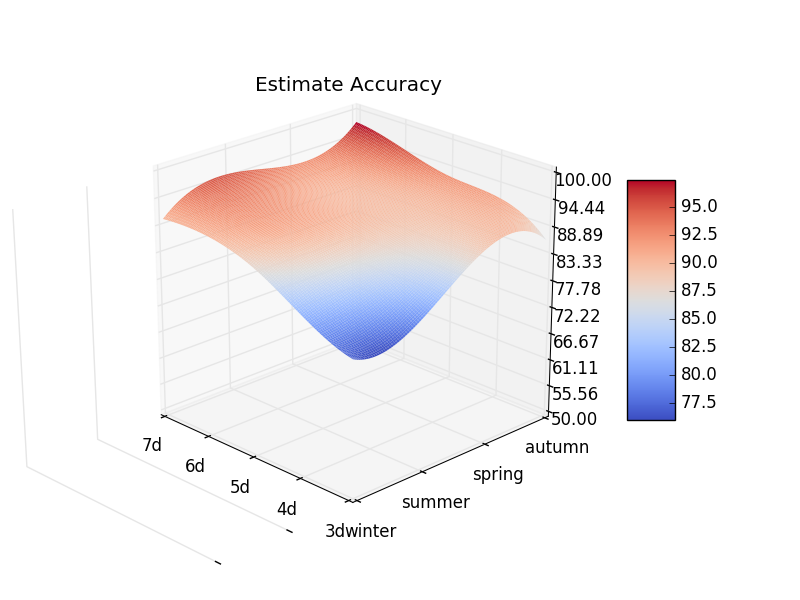 Estimate Accuracy
100.00
94.44
88.89
83.33
77.78
72.22
66.67
61.11
55.56
50.00
95.0
92.5
90.0
87.5
85.0
82.5
80.0
77.5
7d
6d
5d
4d
3d
winter
summer
spring
autumn